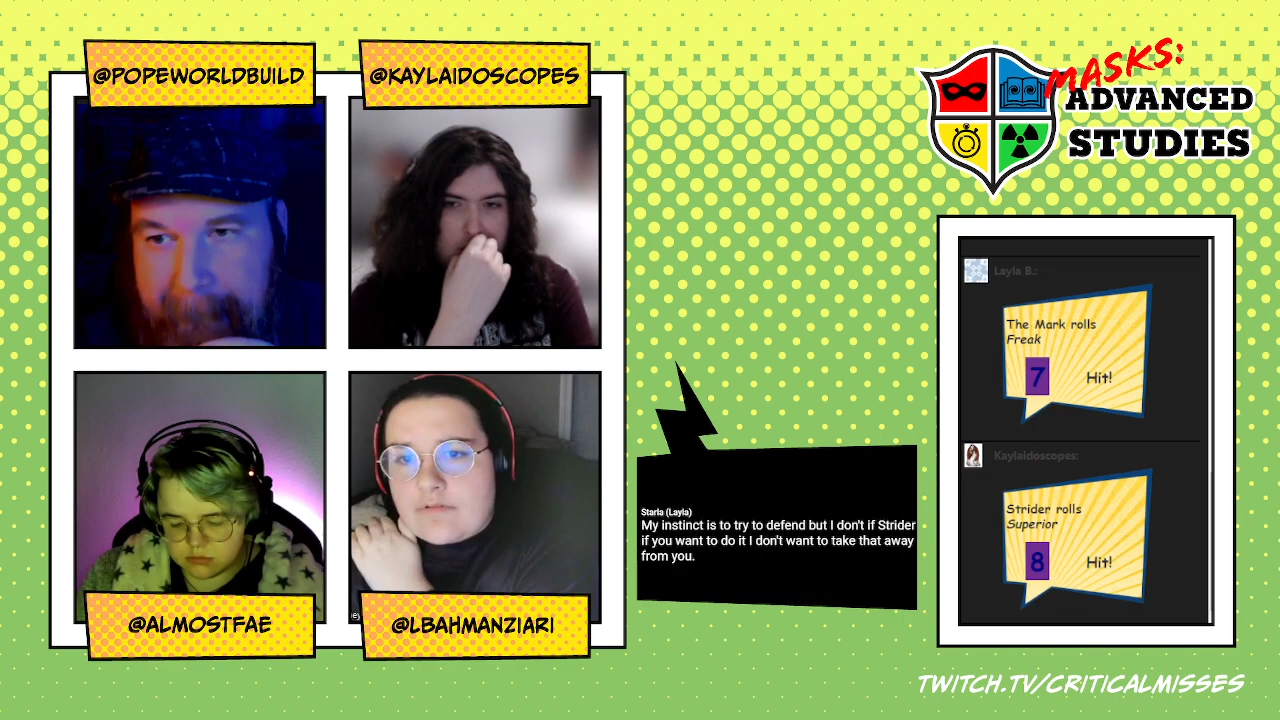 @POPEWORLDBUILD
@KAYLAIDOSCOPES
@ALMOSTFAE
@LBAHMANZIARI
Starla (Layla)
My instinct is to try to defend but I don't if Strider
if you want to do it I don't want to take that away
from you.
MASKS:
ADVANCED
STUDIES
Layla B.:
The Mark rolls
Freak
7
Hit!
Kaylaidoscopes:
Strider rolls
Superior
8
Hit!
TWITCH.TV/CRITICALMISSES